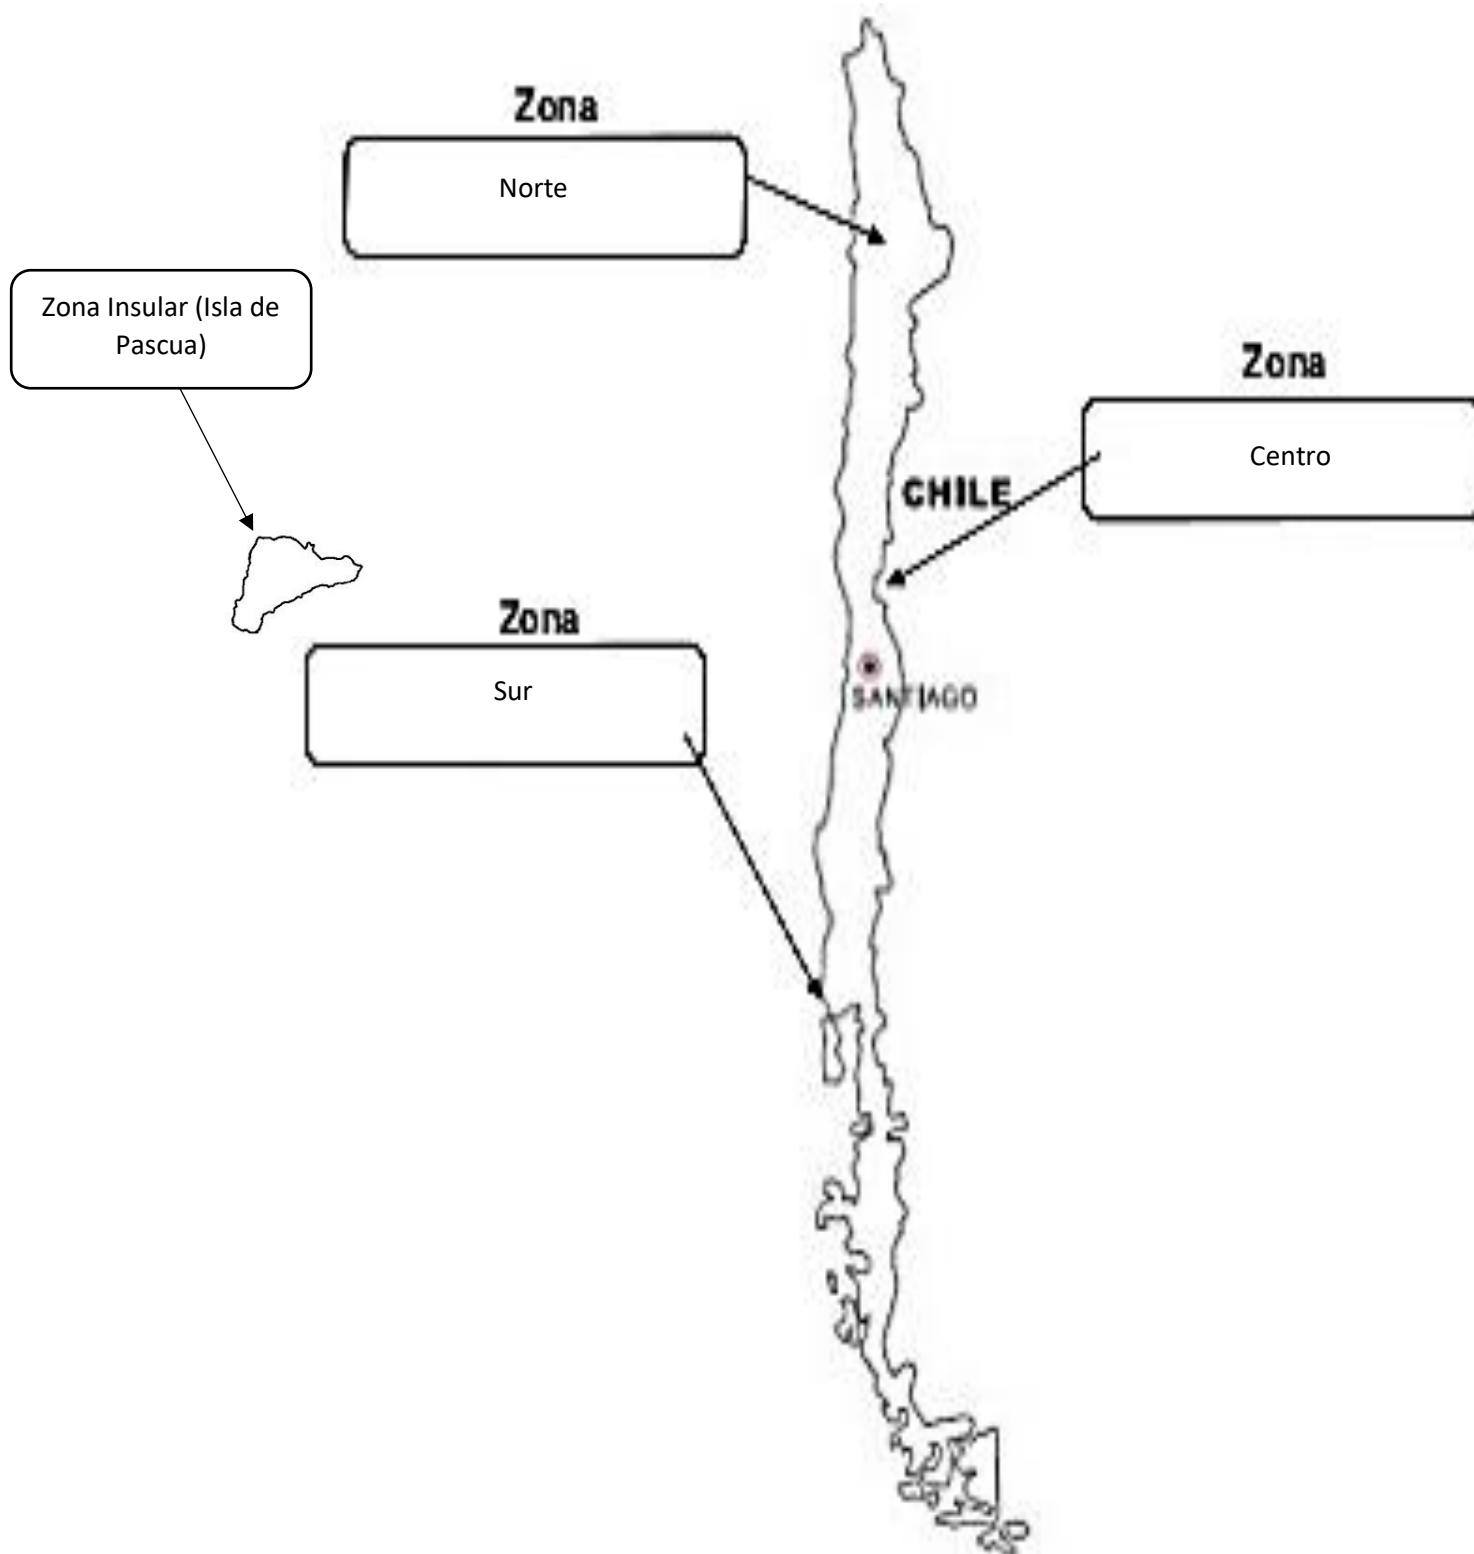 Zona
Norte
Zona Insular (Isla de
Pascua)
Zona
Centro
CHILE
Zona
Sur
SANTIAGO